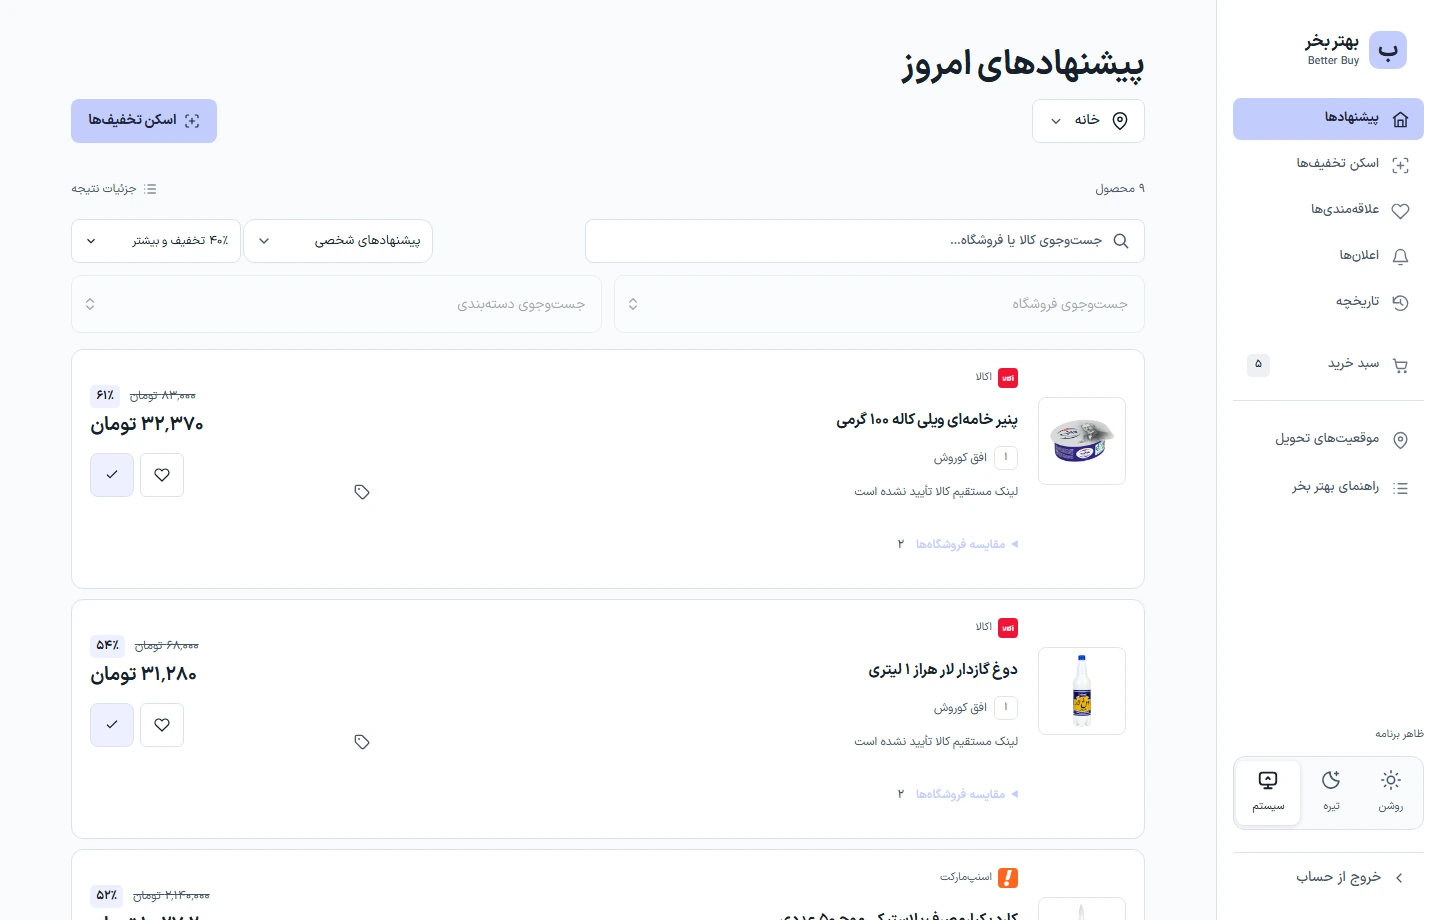 بهتر بخر
Better Buy
پیشنهادها
اسکن تخفیف‌ها
علاقه‌مندی‌ها
اعلان‌ها
تاریخچه
سبد خرید ۵
موقعیت‌های تحویل
راهنمای بهتر بخر
ظاهر برنامه
روشن
تیره
سیستم
خروج از حساب
پیشنهادهای امروز
خانه
اسکن تخفیف‌ها
۹ محصول
جزئیات نتیجه
جست‌وجوی کالا یا فروشگاه...
پیشنهادهای شخصی
۴۰٪ تخفیف و بیشتر
جست‌وجوی فروشگاه
جست‌وجوی دسته‌بندی
اکالا
پنیر خامه‌ای ویلی کاله ۱۰۰ گرمی
۱ افق کوروش
لینک مستقیم کالا تأیید نشده است
مقایسه فروشگاه‌ها ۲
۸۳٬۰۰۰ تومان ۶۱٪
۳۲٬۳۷۰ تومان
اکالا
دوغ گازدار لار هراز ۱ لیتری
۱ افق کوروش
لینک مستقیم کالا تأیید نشده است
مقایسه فروشگاه‌ها ۲
۶۸٬۰۰۰ تومان ۵۴٪
۳۱٬۲۸۰ تومان
اسنپ‌مارکت
۲٬۱۴۰٬۰۰۰ تومان ۵۲٪